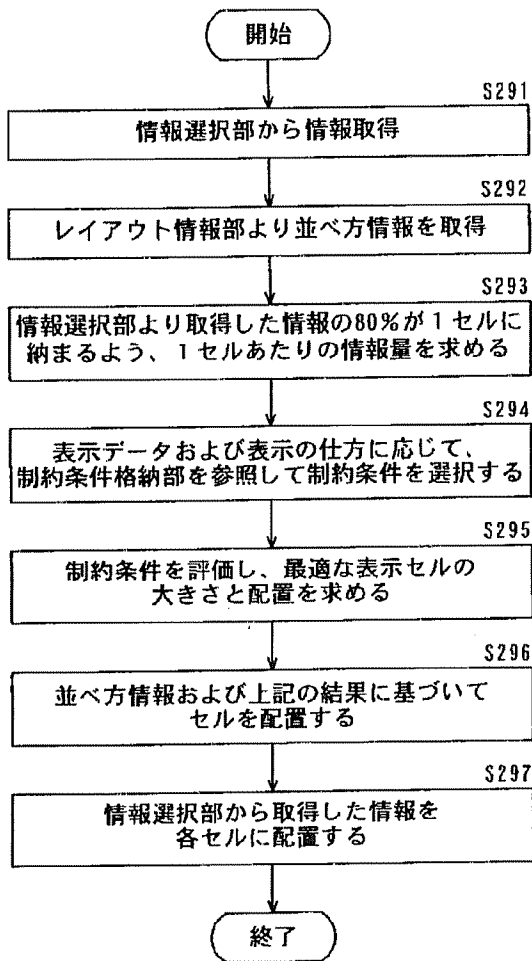 開始
S291
情報選択部から情報取得
S292
レイアウト情報部より並べ方情報を取得
S293
情報選択部より取得した情報の80%が1セルに
納まるよう、1セルあたりの情報量を求める
S294
表示データおよび表示の仕方に応じて、
制約条件格納部を参照して制約条件を選択する
S295
制約条件を評価し、最適な表示セルの
大きさと配置を求める
S296
並べ方情報および上記の結果に基づいて
セルを配置する
S297
情報選択部から取得した情報を
各セルに配置する
終了